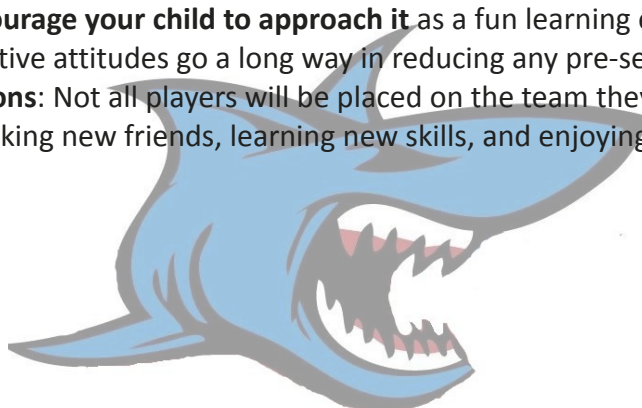 ourage your child to approach it as a fun learning
tive attitudes go a long way in reducing any pre-se
ons: Not all players will be placed on the team they
king new friends, learning new skills, and enjoying